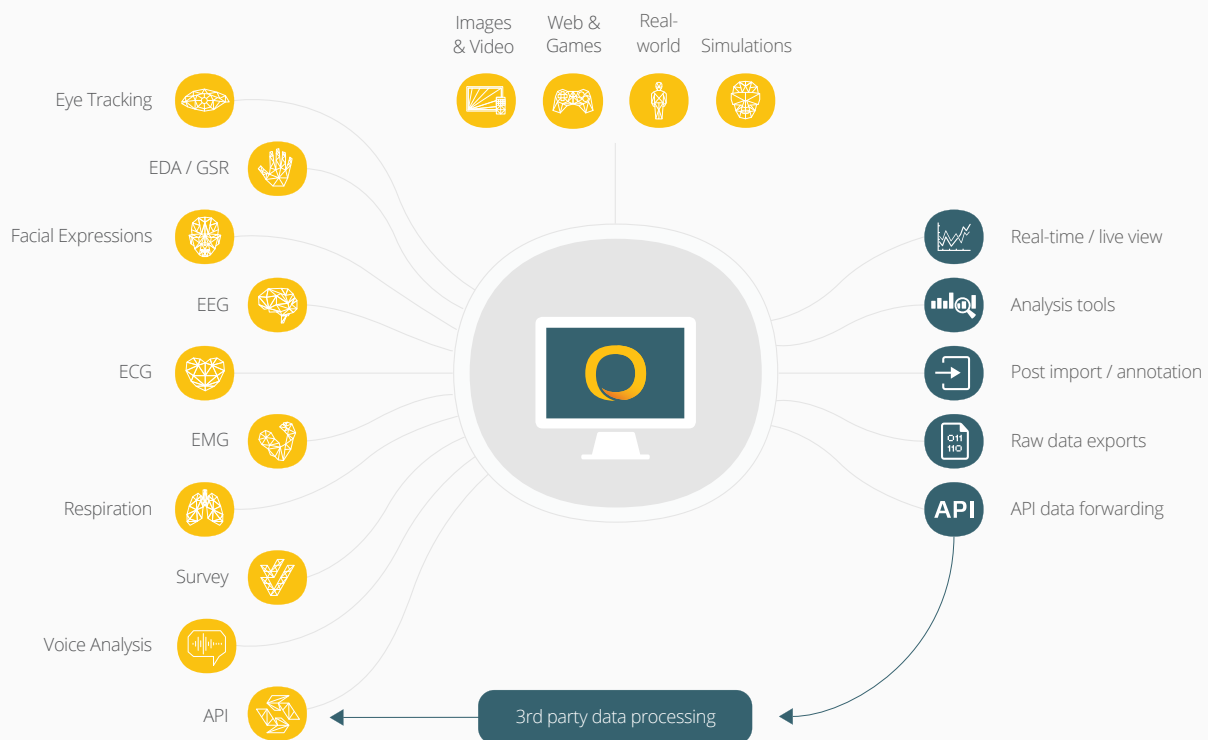 Images
& Video
Web &
Games
Real-
world
Simulations
Eye Tracking
EDA / GSR
Facial Expressions
EEG
ECG
EMG
Respiration
Survey
Voice Analysis
API
Real-time / live view
Analysis tools
Post import / annotation
011
110
Raw data exports
API
API data forwarding
3rd party data processing